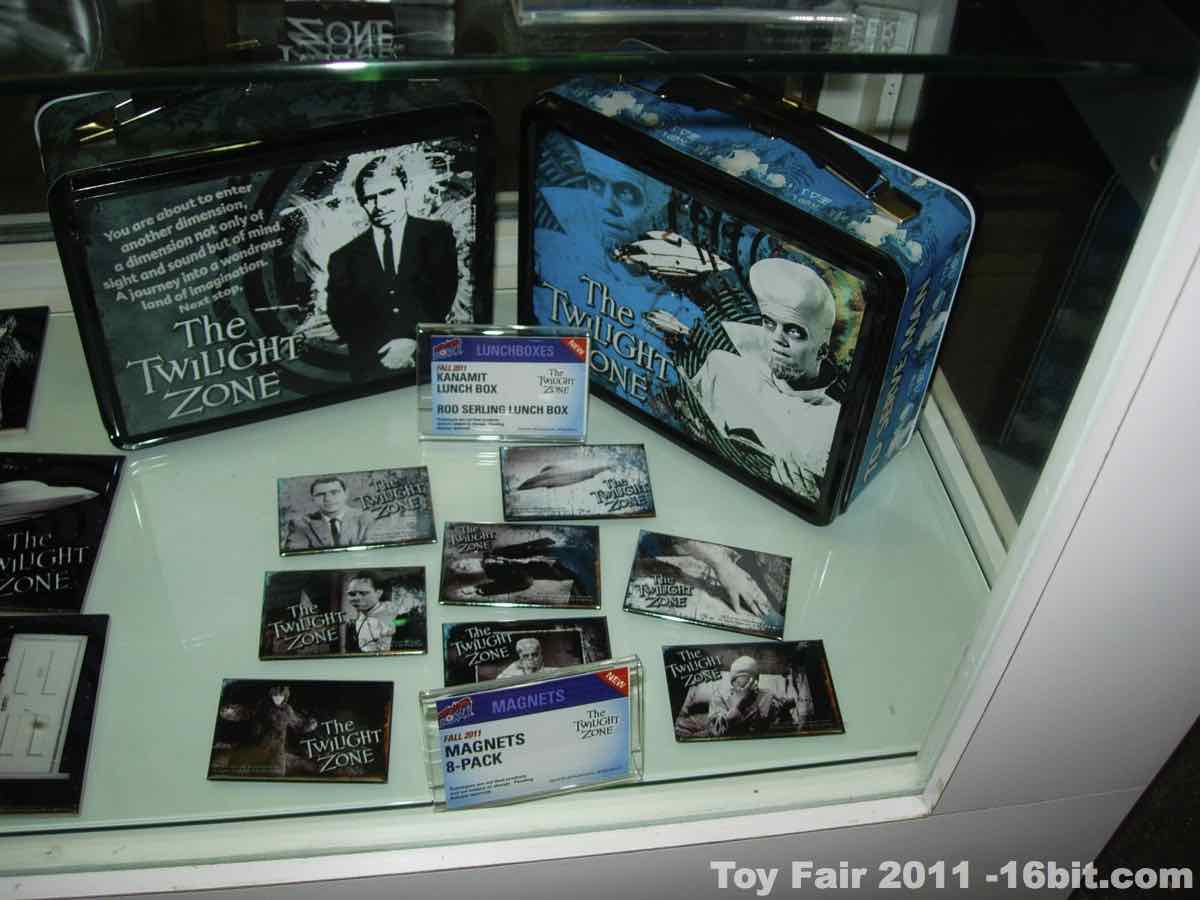 ZONE
You are about to enter
another dimension,
a dimension not only of
sight and sound but of mind.
A journey into a wondrous
land of imagination.
Next stop,
The
TWILIGHT
ZONE
The
TWILIGHT
ZONE
TO SERVE MAN
LUNCHBOXES
NEW
FALL 2011
KANAMIT
LUNCH BOX
ROD SERLING LUNCH BOX
The
TWILIGHT
ZONE
The
TWILIGHT
ZONE
The
TWILIGHT
ZONE
The
TWILIGHT
ZONE
The
TWILIGHT
ZONE
The
TWILIGHT
ZONE
The
TWILIGHT
ZONE
The
TWILIGHT
ZONE
The
TWILIGHT
ZONE
The
TWILIGHT
ZONE
MAGNETS
NEW
FALL 2011
MAGNETS
8-PACK
The
TWILIGHT
ZONE
Toy Fair 2011 -16bit.com